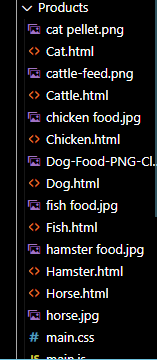 Products
cat pellet.png
Cat.html
cattle-feed.png
Cattle.html
chicken food.jpg
Chicken.html
Dog-Food-PNG-Cl...
Dog.html
fish food.jpg
Fish.html
hamster food.jpg
Hamster.html
Horse.html
horse.jpg
main.css
main.js